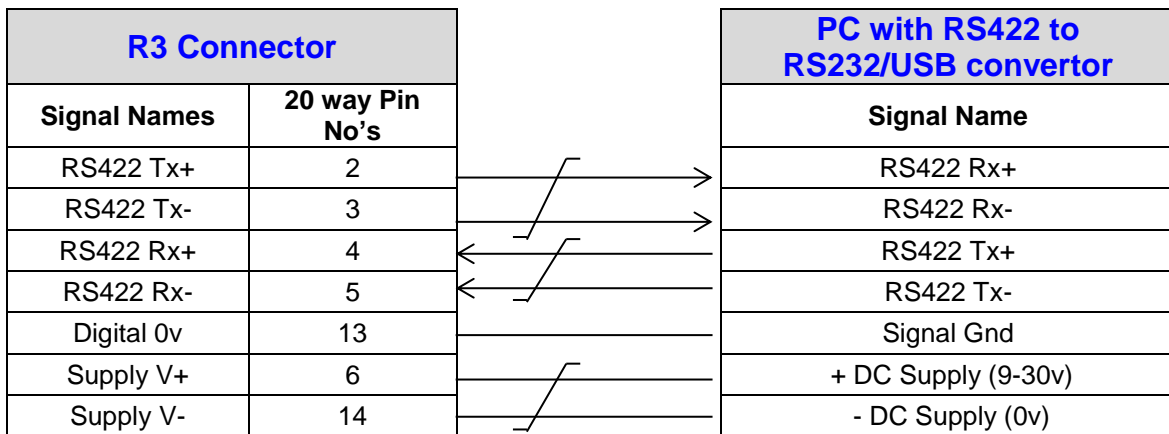 R3 Connector
PC with RS422 to
RS232/USB convertor
Signal Names
20 way Pin
No’s
Signal Name
RS422 Tx+ 2 RS422 Rx+
RS422 Tx- 3 RS422 Rx-
RS422 Rx+ 4 RS422 Tx+
RS422 Rx- 5 RS422 Tx-
Digital 0v 13 Signal Gnd
Supply V+ 6 + DC Supply (9-30v)
Supply V- 14 - DC Supply (0v)